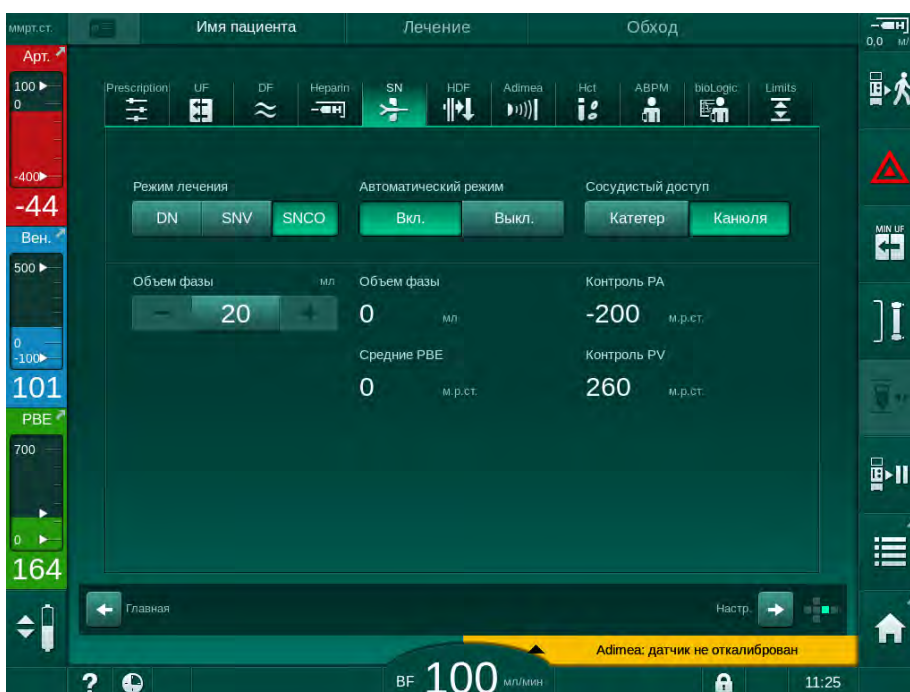 ммрт.ст.
Имя пациента
Лечение
Обход
0,0 м/
Арт.
100
0
-400
-44
Вен.
500
0
-100
101
PBE
700
0
164
Prescription
UF
DF
Heparin
SN
HDF
Adimea
Hct
ABPM
bioLogic
Limits
Режим лечения
DN SNV SNCO
Автоматический режим
Вкл. Выкл.
Сосудистый доступ
Катетер Канюля
Объем фазы мл
− 20 +
Объем фазы
0 мл
Средние PBE
0 м.р.ст.
Контроль PA
-200 м.р.ст.
Контроль PV
260 м.р.ст.
MIN UF
Главная
Настр.
Adimea: датчик не откалиброван
?
BF 100 мл/мин
11:25